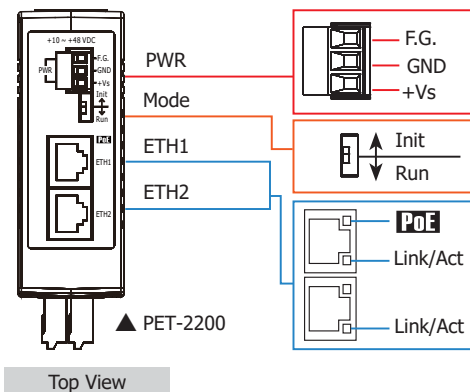 +10 ~ +48 VDC
F.G.
PWR
GND
+Vs
Init
Run
PoE
ETH1
ETH2
PWR
Mode
ETH1
ETH2
F.G.
GND
+Vs
Init
Run
PoE
Link/Act
Link/Act
▲ PET-2200
Top View